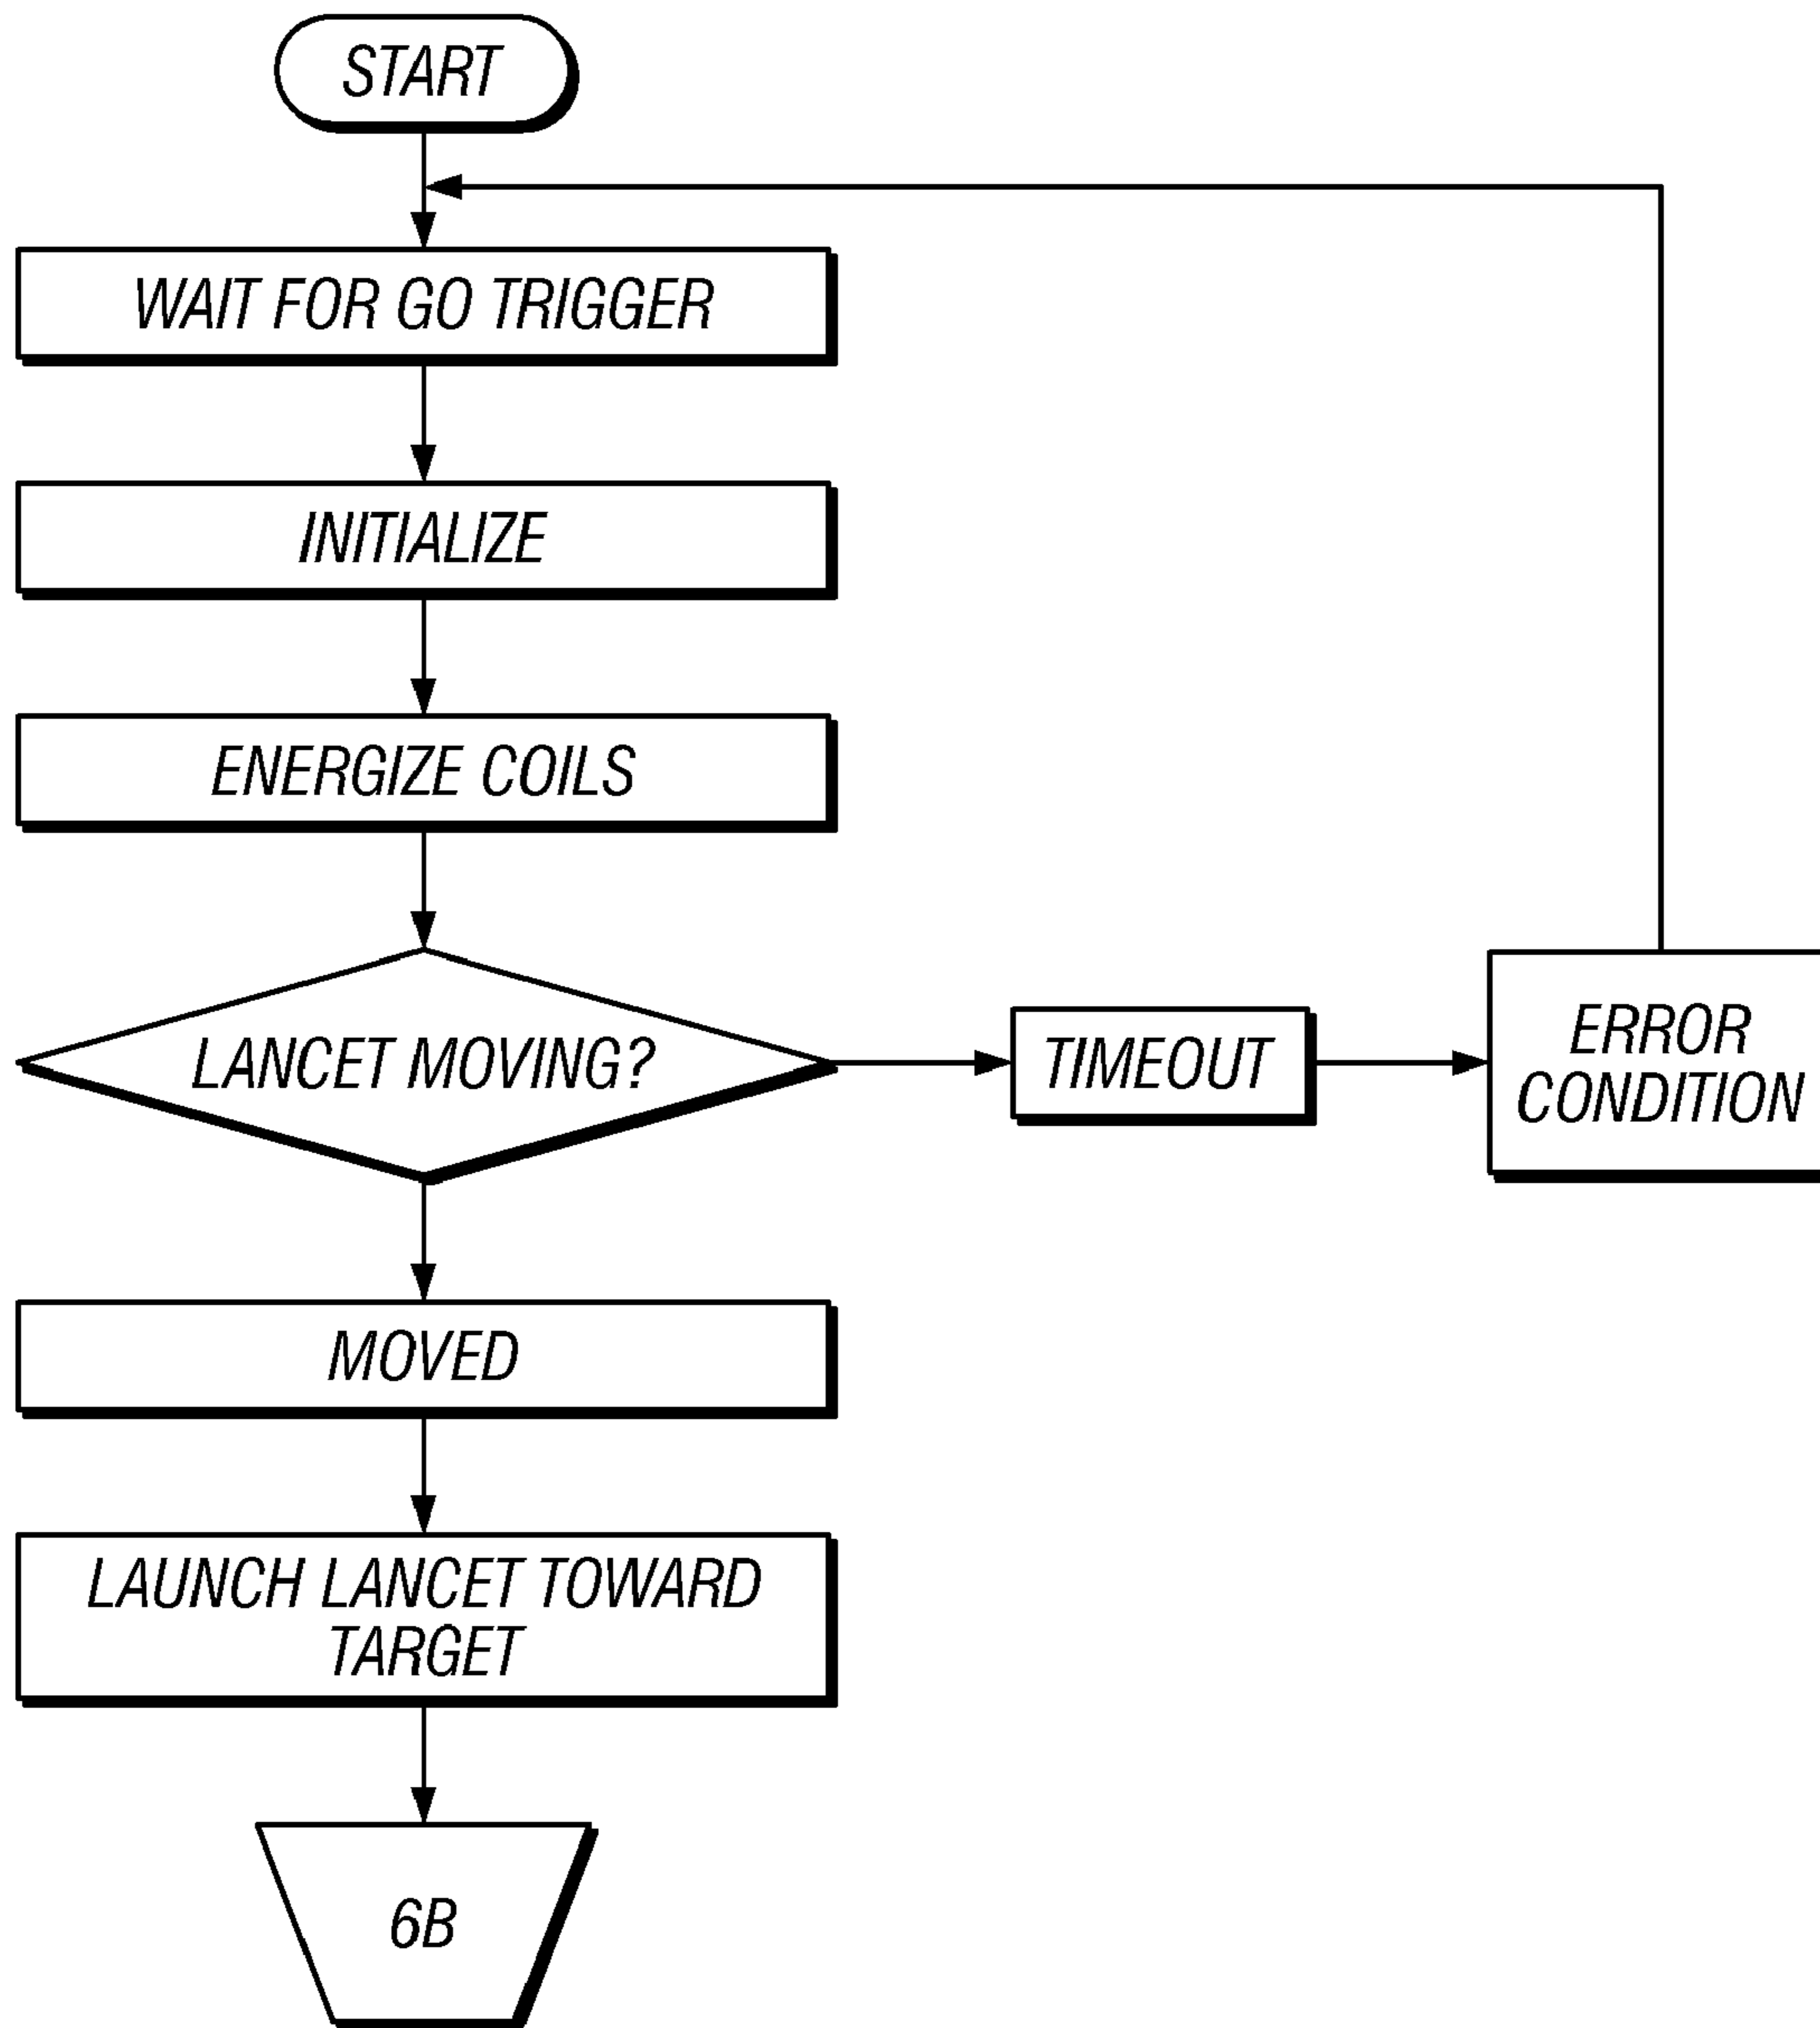 START
WAIT FOR GO TRIGGER
INITIALIZE
ENERGIZE COILS
LANCET MOVING?
TIMEOUT
ERROR
CONDITION
MOVED
LAUNCH LANCET TOWARD
TARGET
6B